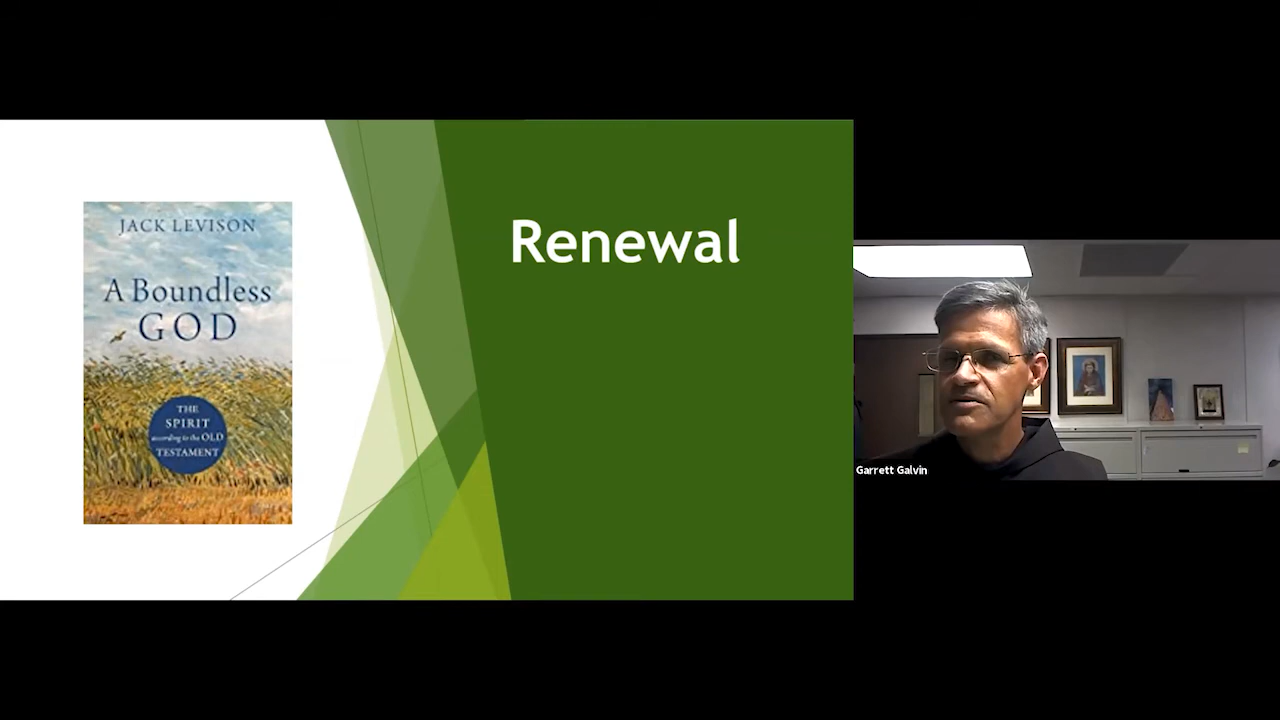 JACK LEVISON
A Boundless
GOD
THE
SPIRIT
according to the OLD
TESTAMENT
Renewal
Garrett Galvin